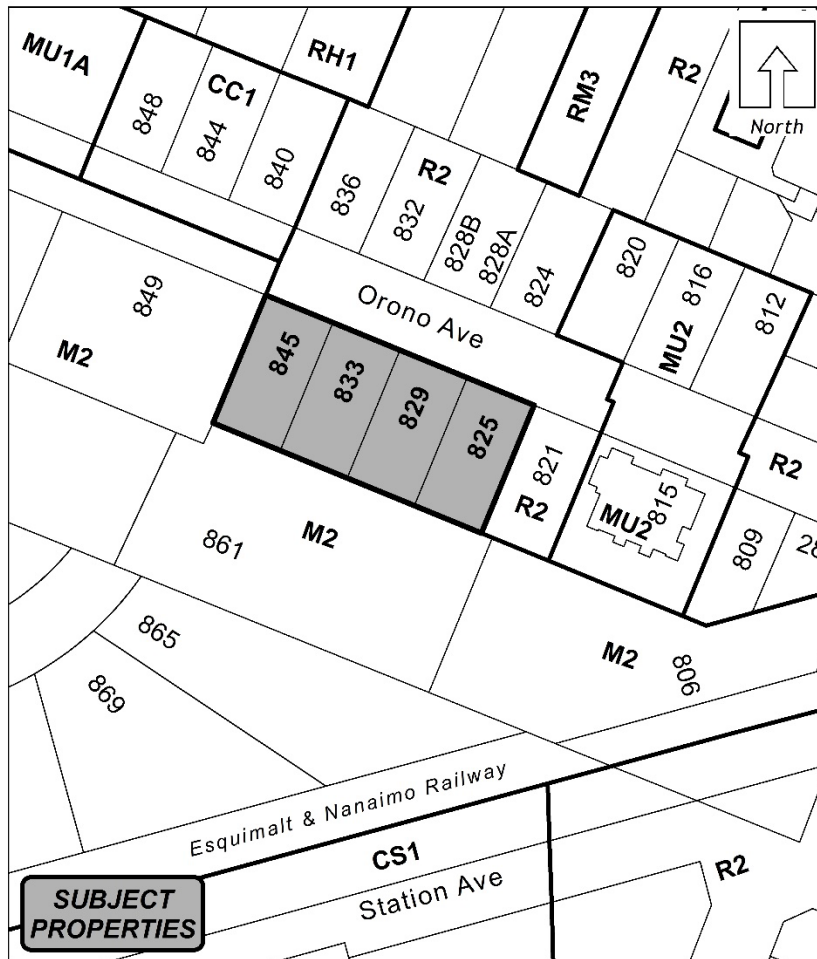 MU1A
RH1
R2
North
RM3
CC1
848
844
840
836
R2
832
828B
828A
824
820
816
812
MU2
849
M2
Orono Ave
845
833
829
825
821
R2
815
MU2
R2
809
28
M2
861
865
869
M2
806
Esquimalt & Nanaimo Railway
CS1
Station Ave
R2
SUBJECT
PROPERTIES